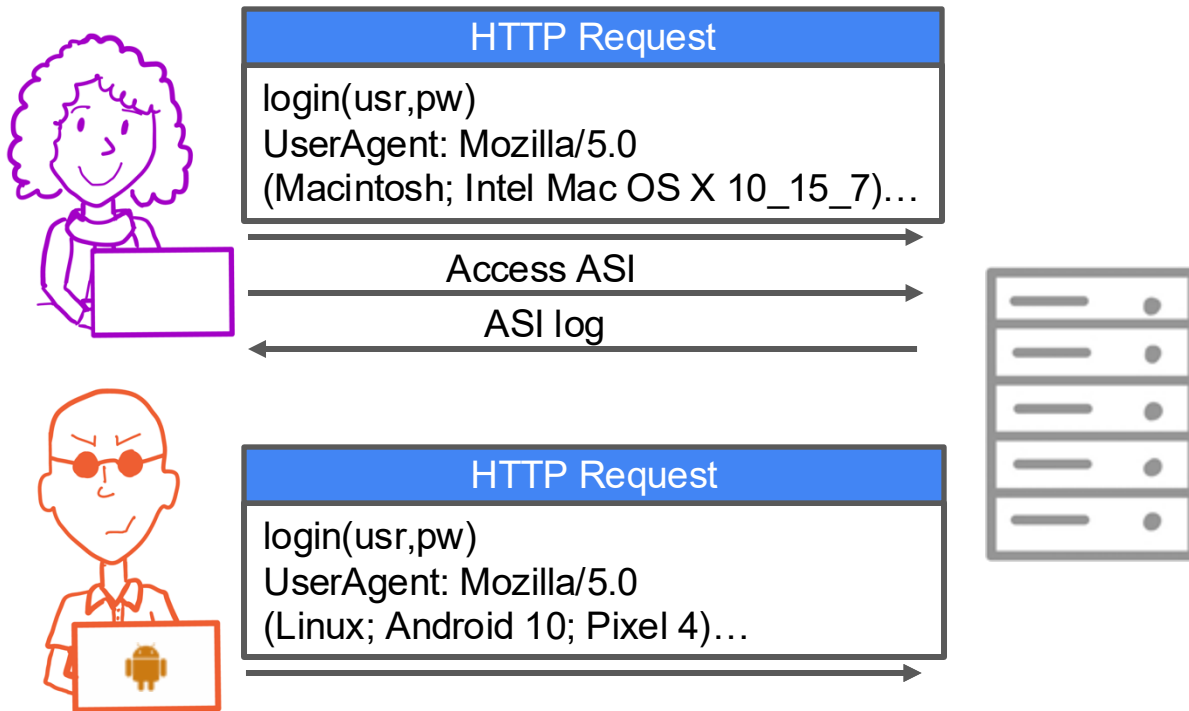 HTTP Request
login(usr,pw)
UserAgent: Mozilla/5.0
(Macintosh; Intel Mac OS X 10_15_7)…
Access ASI
ASI log
HTTP Request
login(usr,pw)
UserAgent: Mozilla/5.0
(Linux; Android 10; Pixel 4)…